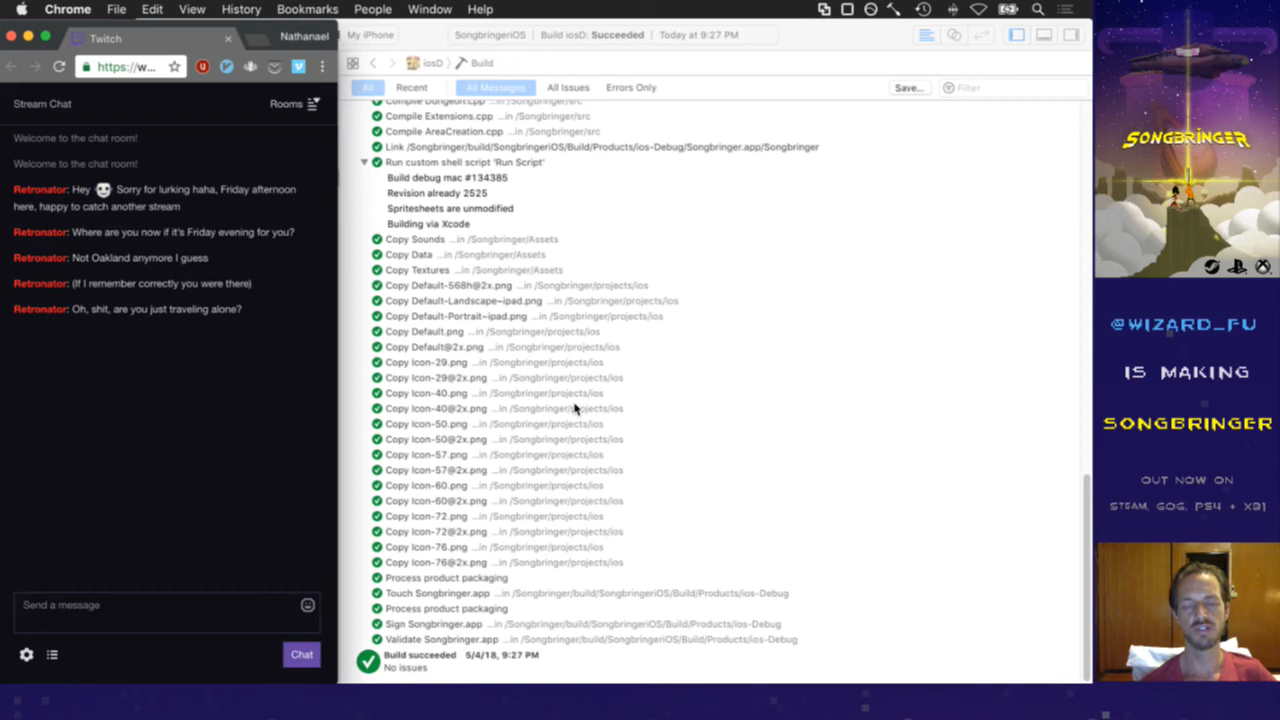 Chrome File Edit View History Bookmarks People Window Help
Twitch
Nathanael
https://w...
Stream Chat
Rooms
Welcome to the chat room!
Welcome to the chat room!
Retronator: Hey Sorry for lurking haha, Friday afternoon
here, happy to catch another stream
Retronator: Where are you now if it's Friday evening for you?
Retronator: Not Oakland anymore I guess
Retronator: (If I remember correctly you were there)
Retronator: Oh, shit, are you just traveling alone?
Send a message
Chat
My iPhone
SongbringeriOS | Build iosD: Succeeded | Today at 9:27 PM
iosD Build
All Recent All Messages All Issues Errors Only Save... Filter
Compile Dungeon.cpp ...in /Songbringer/src
Compile Extensions.cpp ...in /Songbringer/src
Compile AreaCreation.cpp ...in /Songbringer/src
Link /Songbringer/build/SongbringeriOS/Build/Products/ios-Debug/Songbringer.app/Songbringer
Run custom shell script 'Run Script'
Build debug mac #134385
Revision already 2525
Spritesheets are unmodified
Building via Xcode
Copy Sounds ...in /Songbringer/Assets
Copy Data ...in /Songbringer/Assets
Copy Textures ...in /Songbringer/Assets
Copy Default-568h@2x.png ...in /Songbringer/projects/ios
Copy Default-Landscape~ipad.png ...in /Songbringer/projects/ios
Copy Default-Portrait~ipad.png ...in /Songbringer/projects/ios
Copy Default.png ...in /Songbringer/projects/ios
Copy Default@2x.png ...in /Songbringer/projects/ios
Copy Icon-29.png ...in /Songbringer/projects/ios
Copy Icon-29@2x.png ...in /Songbringer/projects/ios
Copy Icon-40.png ...in /Songbringer/projects/ios
Copy Icon-40@2x.png ...in /Songbringer/projects/ios
Copy Icon-50.png ...in /Songbringer/projects/ios
Copy Icon-50@2x.png ...in /Songbringer/projects/ios
Copy Icon-57.png ...in /Songbringer/projects/ios
Copy Icon-57@2x.png ...in /Songbringer/projects/ios
Copy Icon-60.png ...in /Songbringer/projects/ios
Copy Icon-60@2x.png ...in /Songbringer/projects/ios
Copy Icon-72.png ...in /Songbringer/projects/ios
Copy Icon-72@2x.png ...in /Songbringer/projects/ios
Copy Icon-76.png ...in /Songbringer/projects/ios
Copy Icon-76@2x.png ...in /Songbringer/projects/ios
Process product packaging
Touch Songbringer.app ...in /Songbringer/build/SongbringeriOS/Build/Products/ios-Debug
Process product packaging
Sign Songbringer.app ...in /Songbringer/build/SongbringeriOS/Build/Products/ios-Debug
Validate Songbringer.app ...in /Songbringer/build/SongbringeriOS/Build/Products/ios-Debug
Build succeeded 5/4/18, 9:27 PM
No issues
SONGBRINGER
@WIZARD_FU
IS MAKING
SONGBRINGER
OUT NOW ON
STEAM, GOG, PS4 + XB1